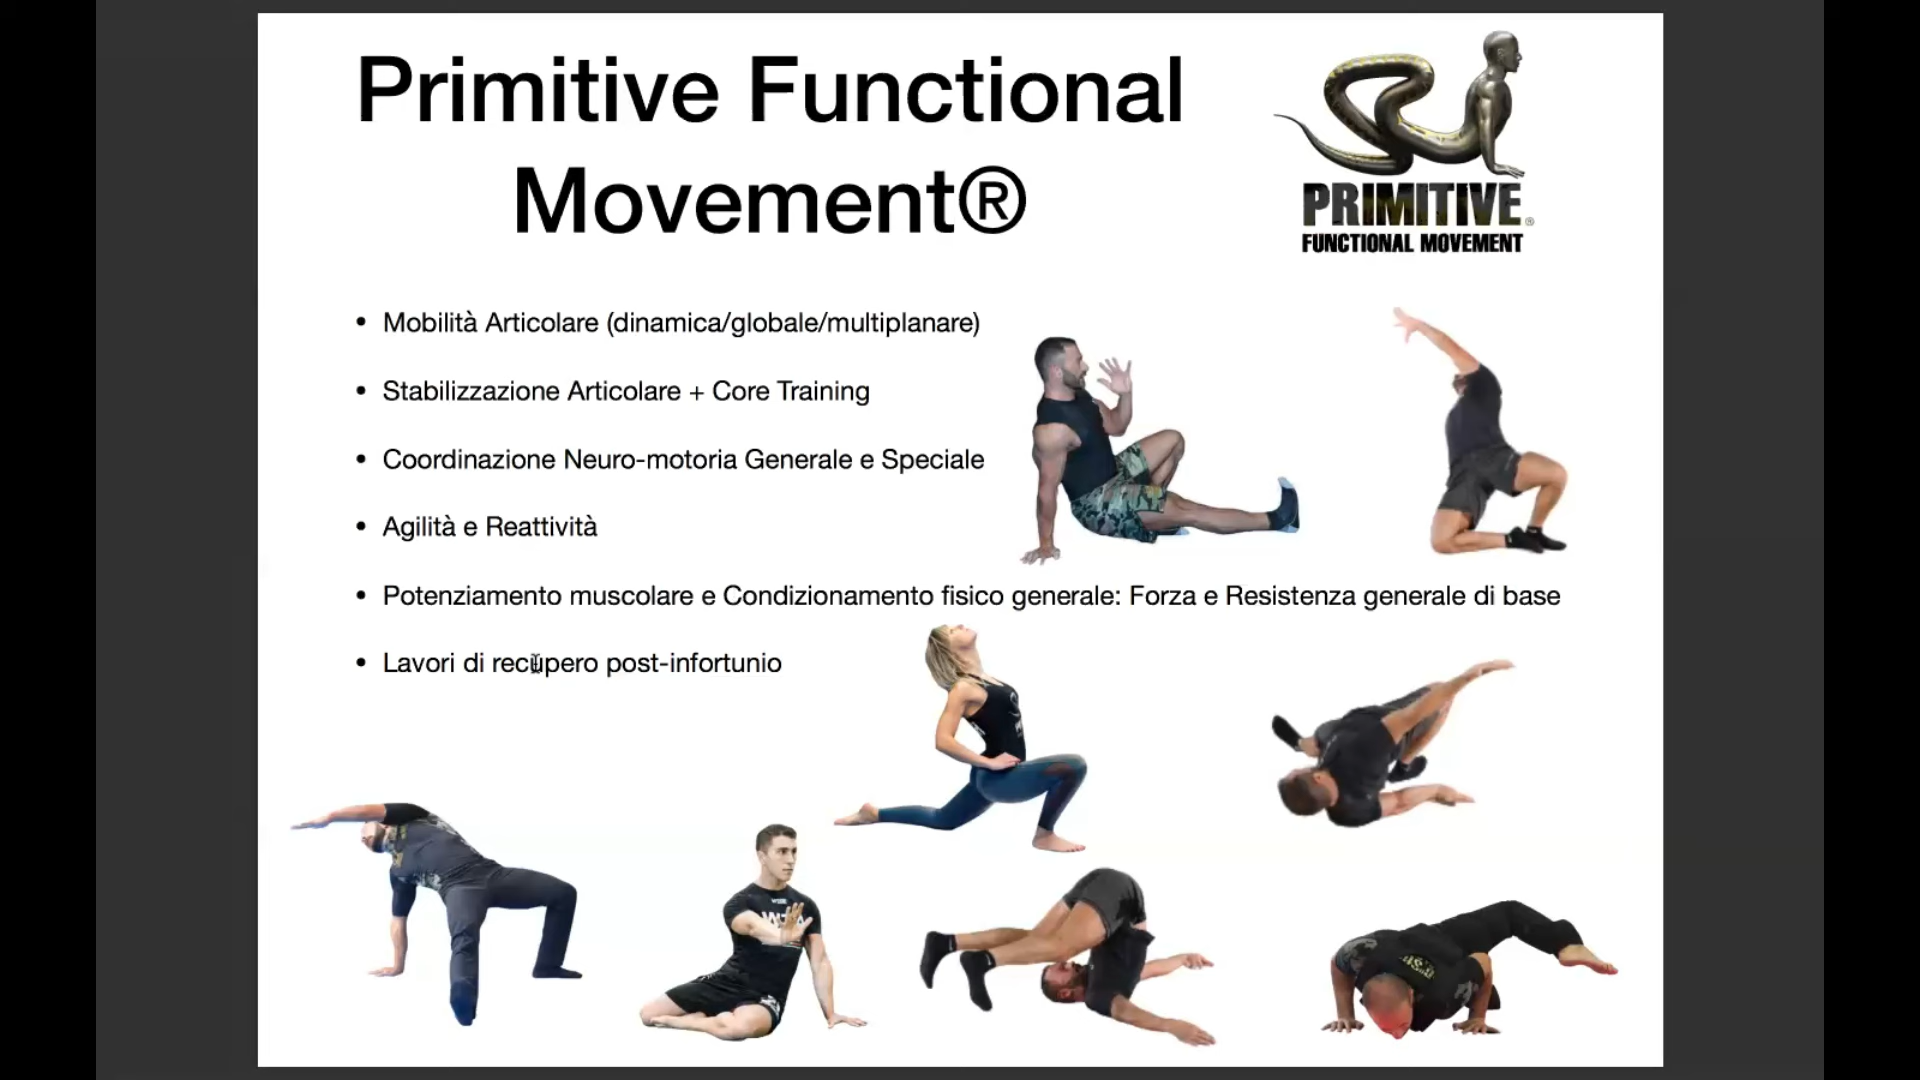 Primitive Functional
Movement®
PRIMITIVE®
FUNCTIONAL MOVEMENT
• Mobilità Articolare (dinamica/globale/multiplanare)
• Stabilizzazione Articolare + Core Training
• Coordinazione Neuro-motoria Generale e Speciale
• Agilità e Reattività
• Potenziamento muscolare e Condizionamento fisico generale: Forza e Resistenza generale di base
• Lavori di recupero post-infortunio